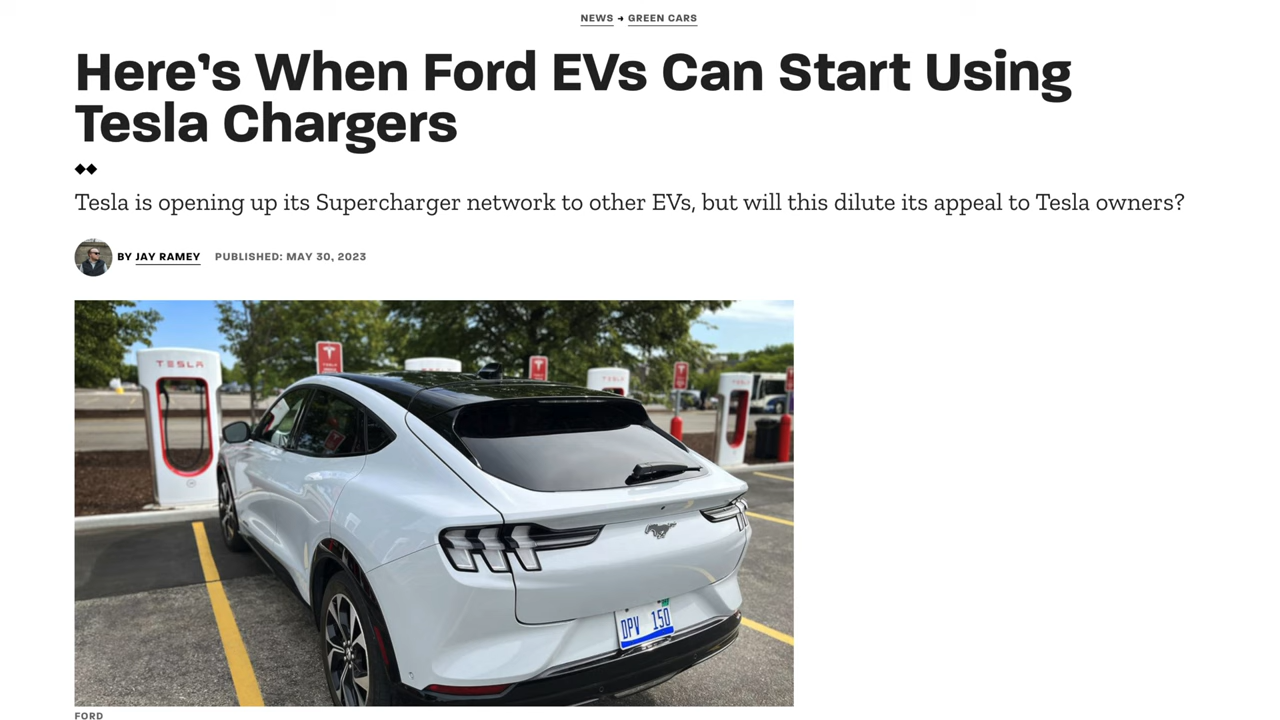 NEWS → GREEN CARS
Here's When Ford EVs Can Start Using
Tesla Chargers
Tesla is opening up its Supercharger network to other EVs, but will this dilute its appeal to Tesla owners?
BY JAY RAMEY PUBLISHED: MAY 30, 2023
TESLA
DPV 150
FORD